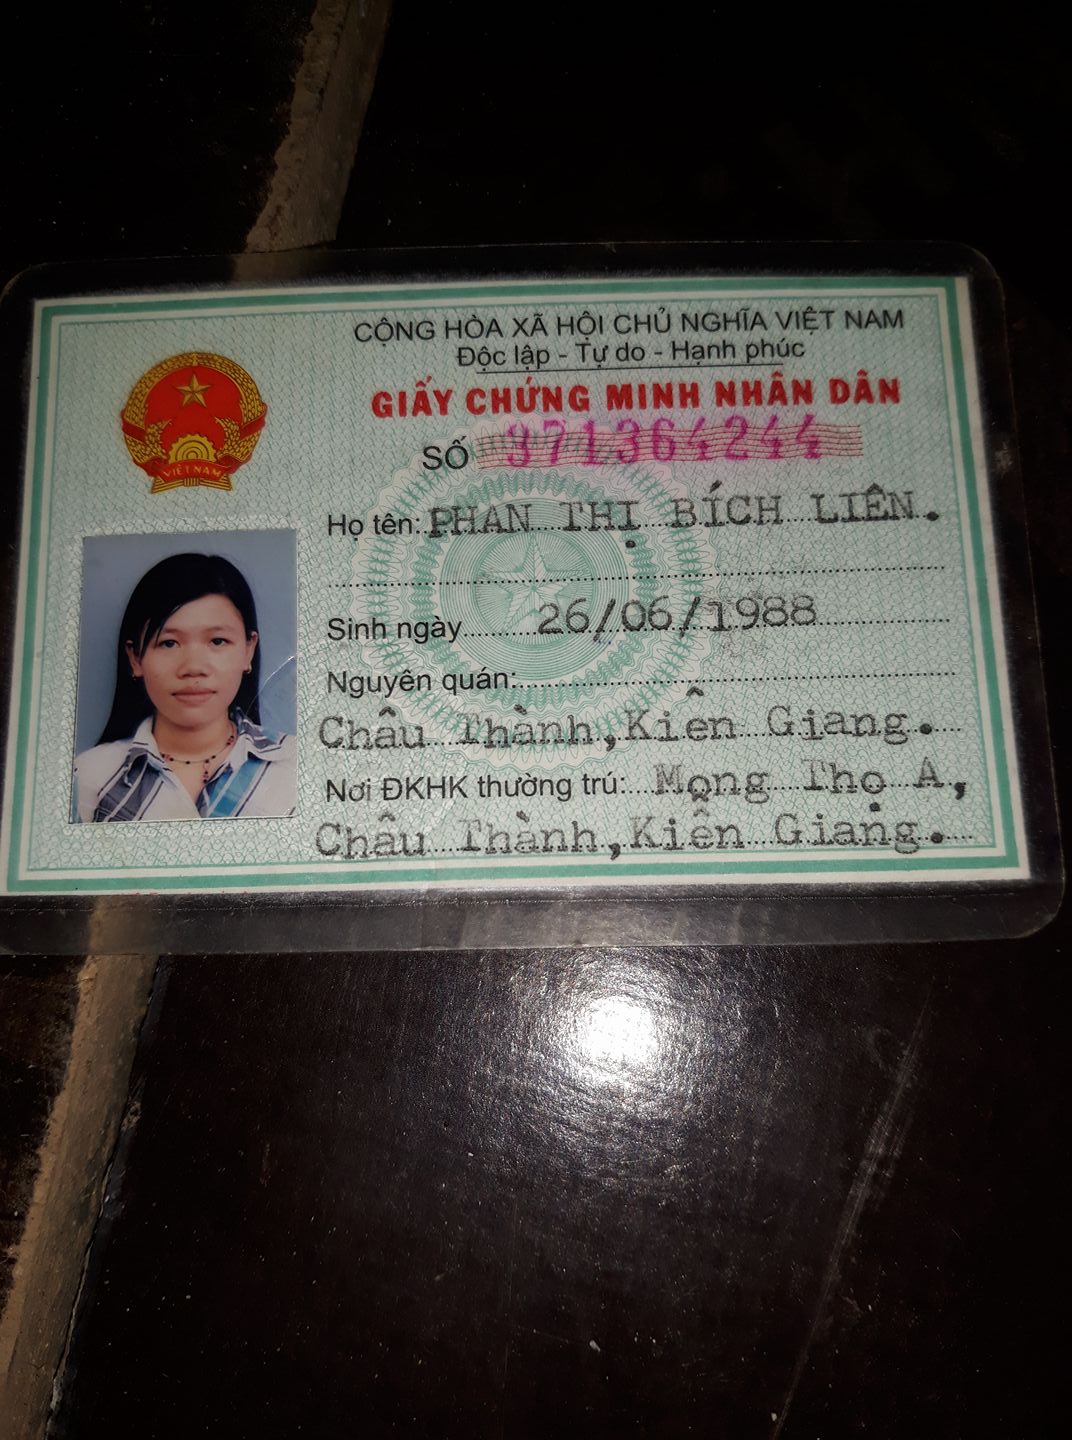 CỘNG HÒA XÃ HỘI CHỦ NGHĨA VIỆT NAM
Độc lập - Tự do - Hạnh phúc
GIẤY CHỨNG MINH NHÂN DÂN
SỐ 371364244
VIỆT NAM
Họ tên: PHAN THỊ BÍCH LIÊN.
Sinh ngày 26/06/1988
Nguyên quán:
Châu Thành, Kiên Giang.
Nơi ĐKHK thường trú: Mong Thọ A,
Châu Thành, Kiên Giang.